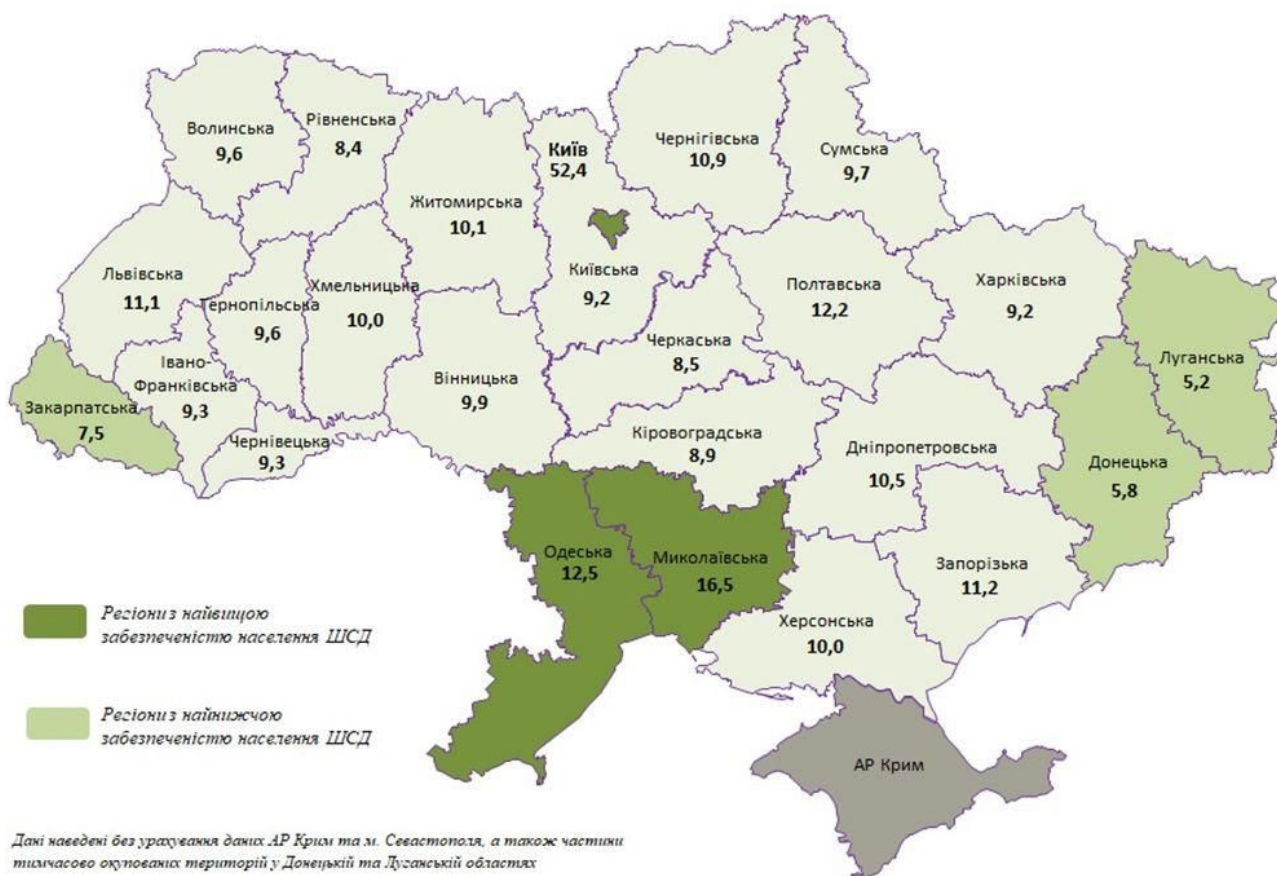 Волинська
9,6
Рівненська
8,4
Житомирська
10,1
Київ
52,4
Чернігівська
10,9
Сумська
9,7
Львівська
11,1
Тернопільська
9,6
Хмельницька
10,0
Київська
9,2
Полтавська
12,2
Харківська
9,2
Луганська
5,2
Закарпатська
7,5
Івано-
Франківська
9,3
Чернівецька
9,3
Вінницька
9,9
Черкаська
8,5
Кіровоградська
8,9
Дніпропетровська
10,5
Донецька
5,8
Одеська
12,5
Миколаївська
16,5
Запорізька
11,2
Херсонська
10,0
АР Крим
Регіони з найвищою
забезпеченістю населення ШСД
Регіони з найнижчою
забезпеченістю населення ШСД
Дані наведені без урахування даних АР Крим та м. Севастополя, а також частини
тимчасово окупованих територій у Донецькій та Луганській областях